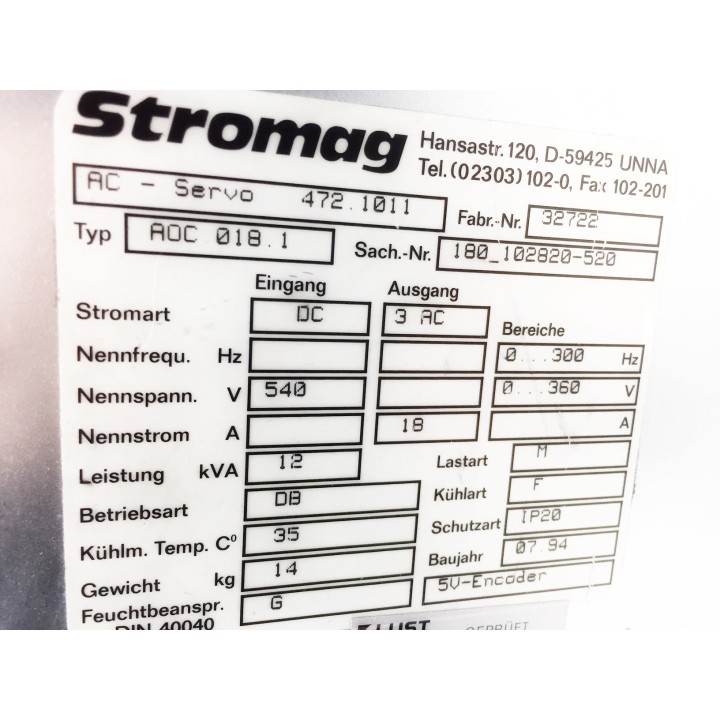 Stromag
Hansastr. 120, D-59425 UNNA
Tel. (02303) 102-0, Fax 102-201
AC - Servo 472.1011
Fabr.-Nr. 32722
Typ AOC 018.1
Sach.-Nr. 180_102820-520
Eingang Ausgang
Stromart DC 3 AC Bereiche
Nennfrequ. Hz 0...300 Hz
Nennspann. V 540 0...360 V
Nennstrom A 18 A
Leistung kVA 12 Lastart M
Betriebsart DB Kühlart F
Kühlm. Temp. C° 35 Schutzart IP20
Gewicht kg 14 Baujahr 07.94
Feuchtbeanspr. G 5V-Encoder
DIN 40040
LUST GEPRÜFT